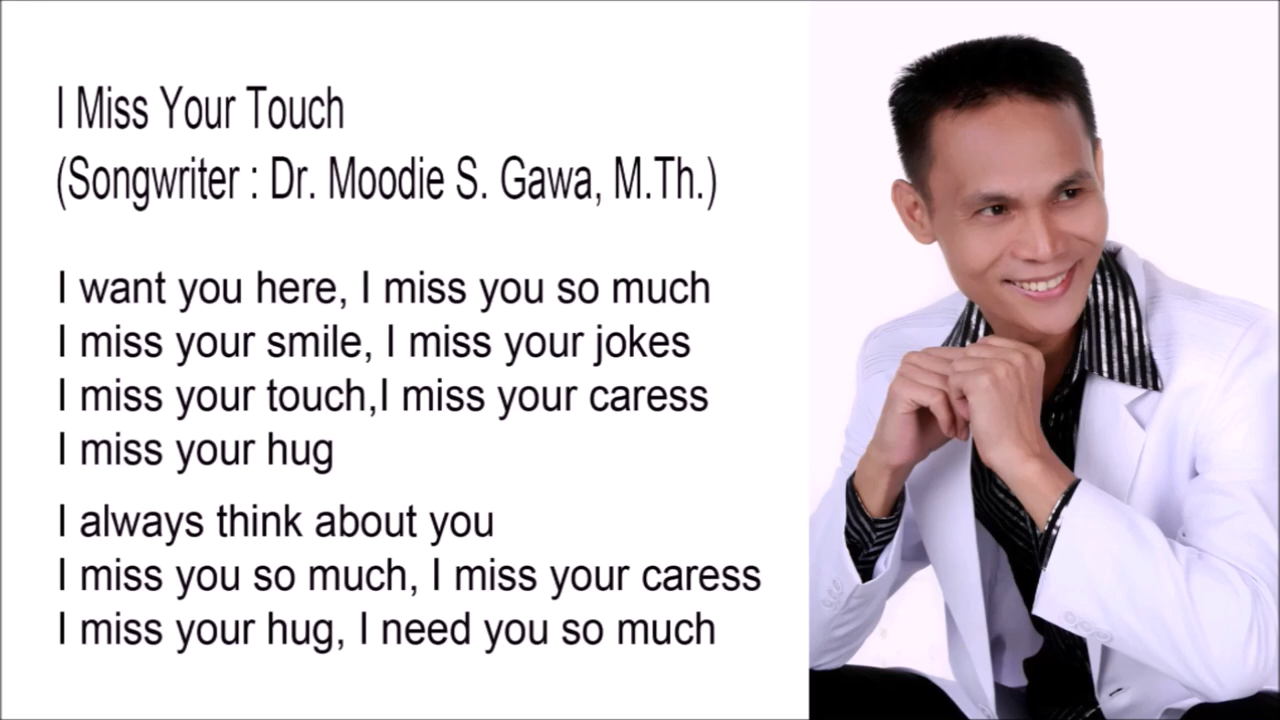 I Miss Your Touch
(Songwriter : Dr. Moodie S. Gawa, M.Th.)
I want you here, I miss you so much
I miss your smile, I miss your jokes
I miss your touch,I miss your caress
I miss your hug
I always think about you
I miss you so much, I miss your caress
I miss your hug, I need you so much